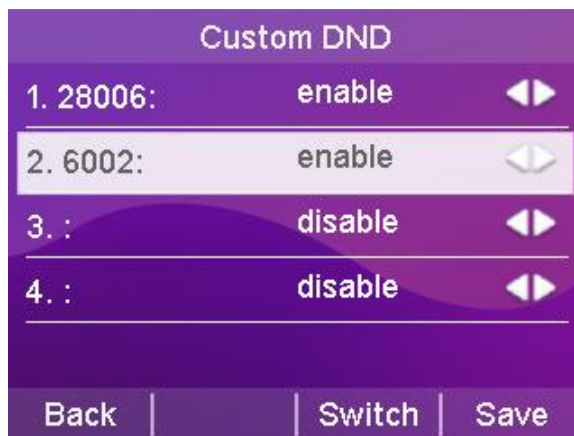 Custom DND
1. 28006: enable
2. 6002: enable
3. : disable
4. : disable
Back Switch Save